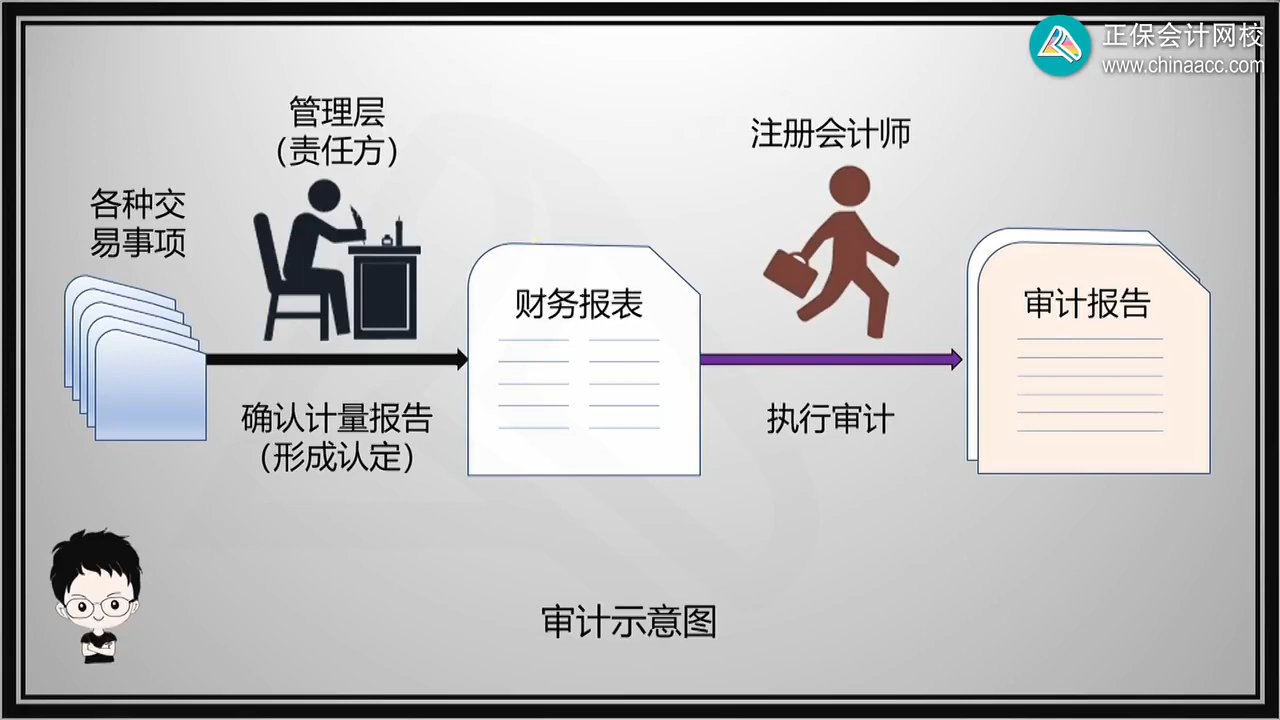 正保会计网校
www.chinaacc.com
管理层
（责任方）
注册会计师
各种交
易事项
财务报表
审计报告
确认计量报告
（形成认定）
执行审计
审计示意图